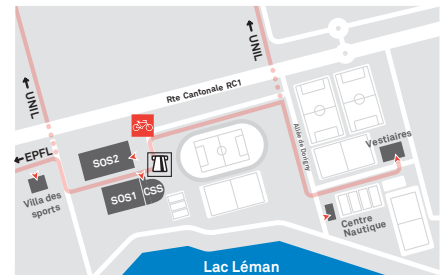 UNIL
UNIL
Rte Cantonale RC1
EPFL
SOS2
Allée de Dorigny
Vestiaires
Villa des
sports
SOS1
CSS
Centre
Nautique
Lac Léman